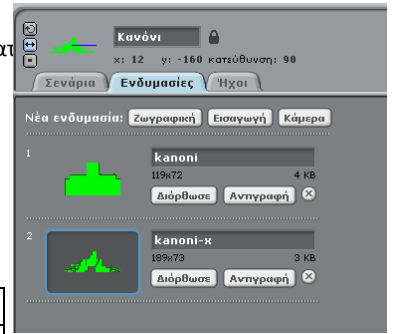 Κανόνι
x: 12 y: -160 κατεύθυνση: 90
ατ
Σενάρια Ενδυμασίες Ήχοι
Νέα ενδυμασία: Ζωγραφική Εισαγωγή Κάμερα
1
kanoni
119x72 4 KB
Διόρθωσε Αντιγραφή
2
kanoni-x
189x73 3 KB
Διόρθωσε Αντιγραφή